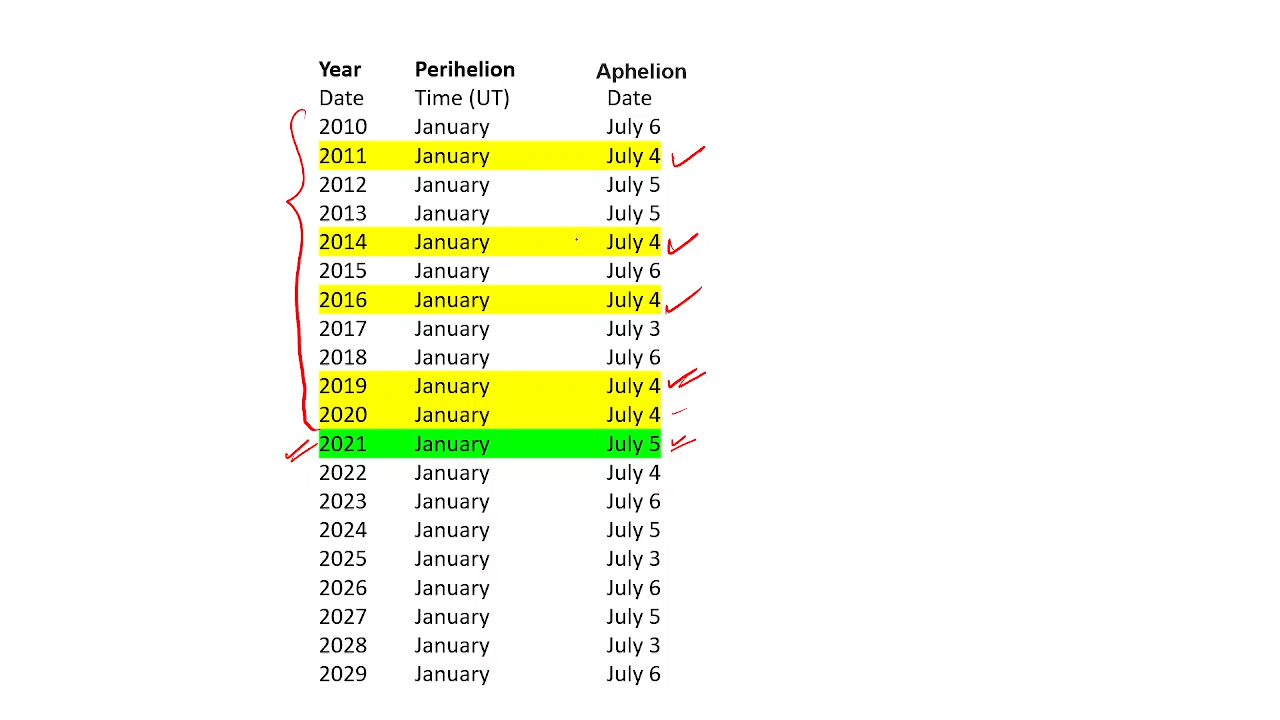 Year Perihelion Aphelion
Date Time (UT) Date
2010 January July 6
2011 January July 4
2012 January July 5
2013 January July 5
2014 January July 4
2015 January July 6
2016 January July 4
2017 January July 3
2018 January July 6
2019 January July 4
2020 January July 4
2021 January July 5
2022 January July 4
2023 January July 6
2024 January July 5
2025 January July 3
2026 January July 6
2027 January July 5
2028 January July 3
2029 January July 6